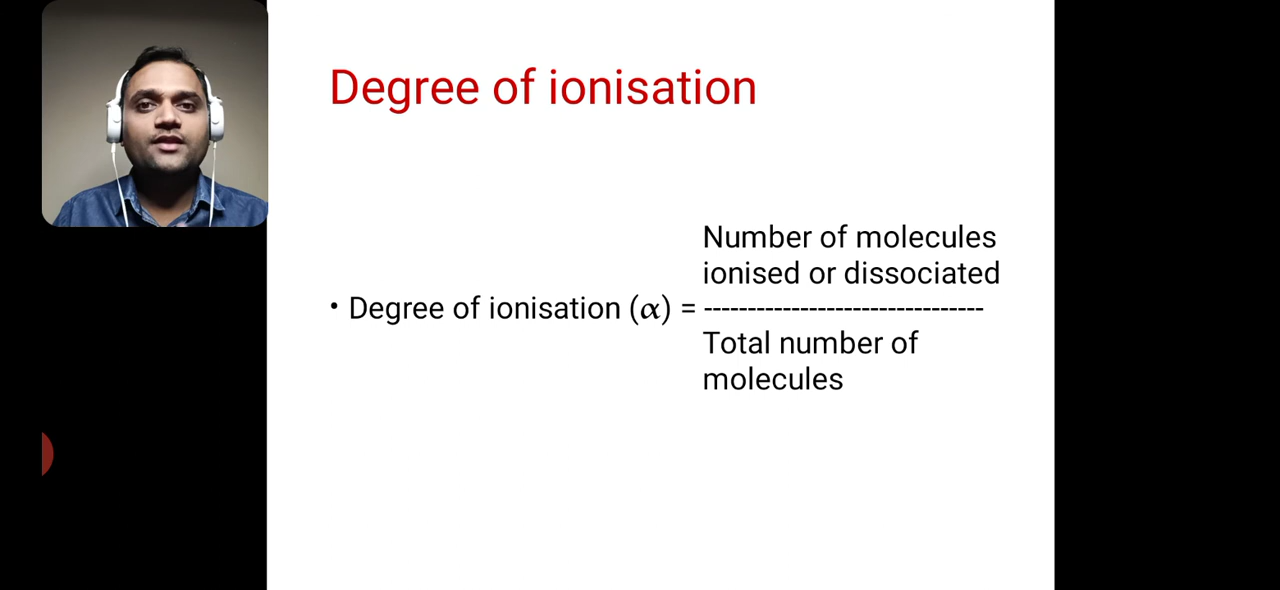 Degree of ionisation
Number of molecules
ionised or dissociated
• Degree of ionisation (α) = --------------------------------
Total number of
molecules